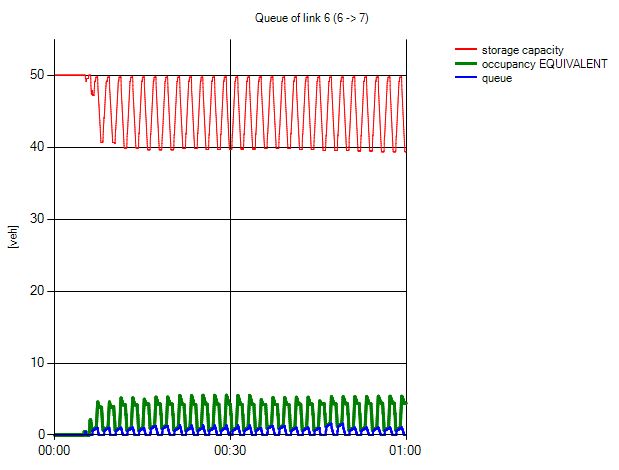 Queue of link 6 (6 -> 7)
storage capacity
occupancy EQUIVALENT
queue
[veh]
50
40
30
20
10
0
00:00 00:30 01:00